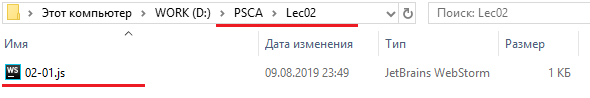 Этот компьютер > WORK (D:) > PSCA > Lec02 Поиск: Lec02
Имя Дата изменения Тип Размер
WS 02-01.js 09.08.2019 23:49 JetBrains WebStorm 1 КБ